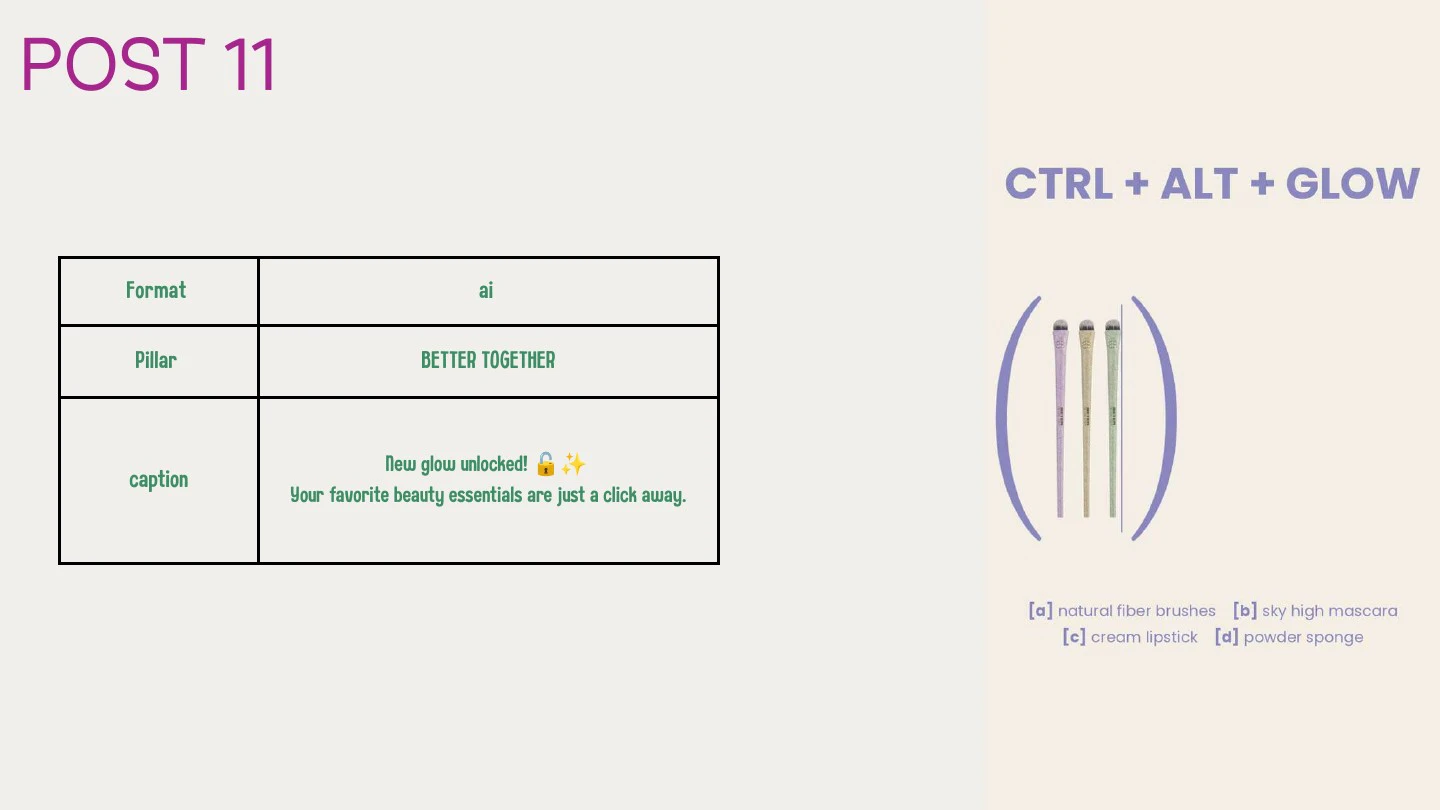 POST 11
Format
ai
Pillar
BETTER TOGETHER
caption
New glow unlocked! 🔓✨
Your favorite beauty essentials are just a click away.
CTRL + ALT + GLOW
[a] natural fiber brushes [b] sky high mascara
[c] cream lipstick [d] powder sponge